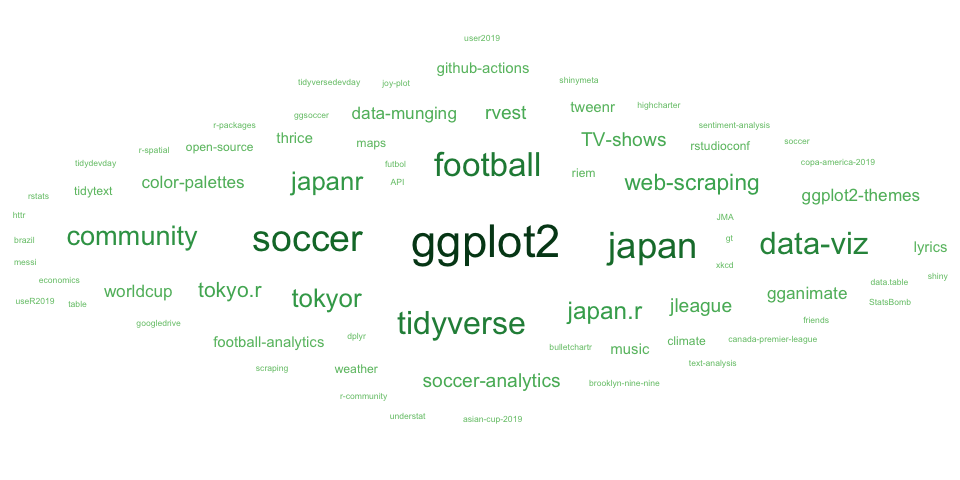 user2019
github-actions
tidyversedevday joy-plot shinymeta
ggsoccer data-munging rvest tweenr highcharter
r-packages thrice TV-shows sentiment-analysis
r-spatial open-source maps rstudioconf soccer
tidydevday futbol football riem copa-america-2019
rstats tidytext color-palettes japanr API web-scraping ggplot2-themes
httr JMA
brazil community soccer ggplot2 japan gt data-viz lyrics
messi xkcd
economics worldcup tokyo.r gganimate data.table shiny
useR2019 table tokyor japan.r jleague StatsBomb
googledrive tidyverse friends
football-analytics dplyr bulletchartr music climate canada-premier-league
scraping weather text-analysis
soccer-analytics brooklyn-nine-nine
r-community
understat asian-cup-2019